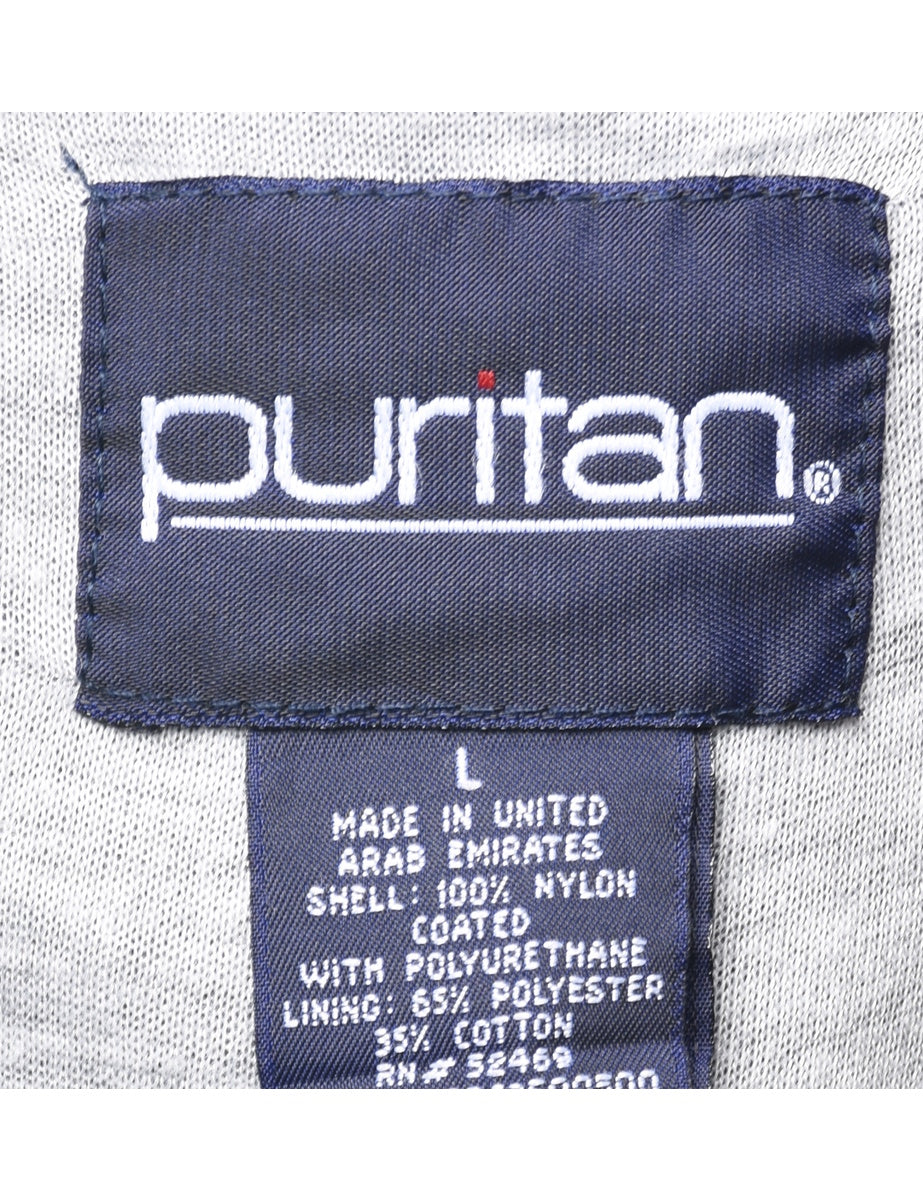 puritan®
L
MADE IN UNITED
ARAB EMIRATES
SHELL: 100% NYLON
COATED
WITH POLYURETHANE
LINING: 65% POLYESTER
35% COTTON
RN# 52469